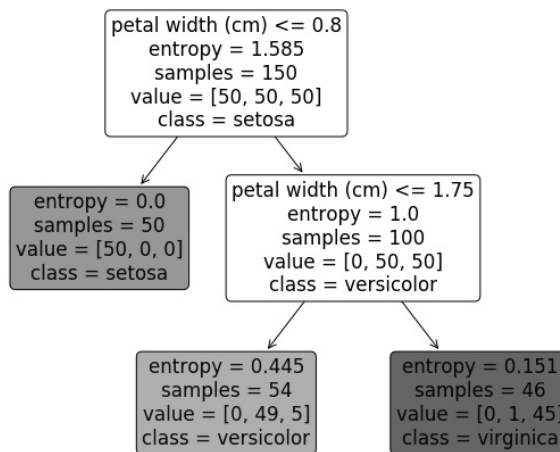 petal width (cm) <= 0.8
entropy = 1.585
samples = 150
value = [50, 50, 50]
class = setosa
entropy = 0.0
samples = 50
value = [50, 0, 0]
class = setosa
petal width (cm) <= 1.75
entropy = 1.0
samples = 100
value = [0, 50, 50]
class = versicolor
entropy = 0.445
samples = 54
value = [0, 49, 5]
class = versicolor
entropy = 0.151
samples = 46
value = [0, 1, 45]
class = virginica